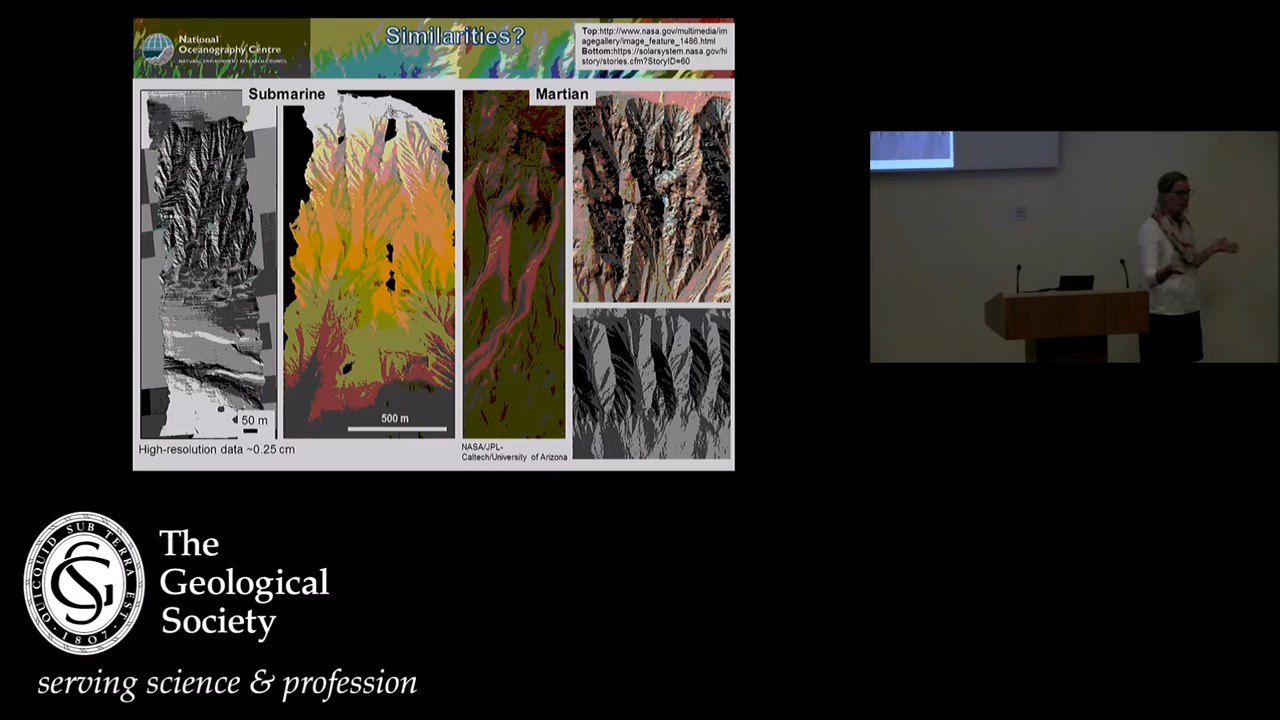 National
Oceanography Centre
NATURAL ENVIRONMENT RESEARCH COUNCIL
Similarities?
Top:http://www.nasa.gov/multimedia/im
agegallery/image_feature_1486.html
Bottom:https://solarsystem.nasa.gov/hi
story/stories.cfm?StoryID=60
Submarine
Martian
50 m
500 m
High-resolution data ~0.25 cm
NASA/JPL-
Caltech/University of Arizona
QUICQUID SUB TERRA EST
1807
The
Geological
Society
serving science & profession